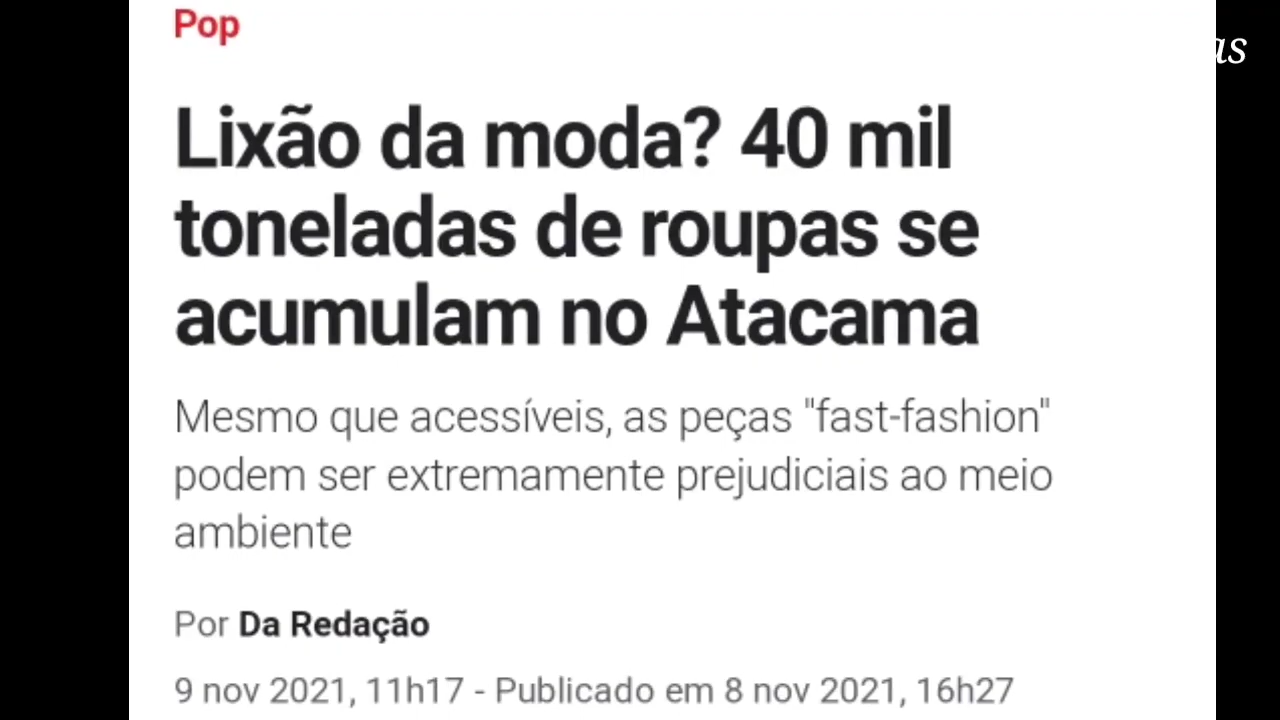 Pop
Lixão da moda? 40 mil
toneladas de roupas se
acumulam no Atacama
Mesmo que acessíveis, as peças "fast-fashion"
podem ser extremamente prejudiciais ao meio
ambiente
Por Da Redação
9 nov 2021, 11h17 - Publicado em 8 nov 2021, 16h27